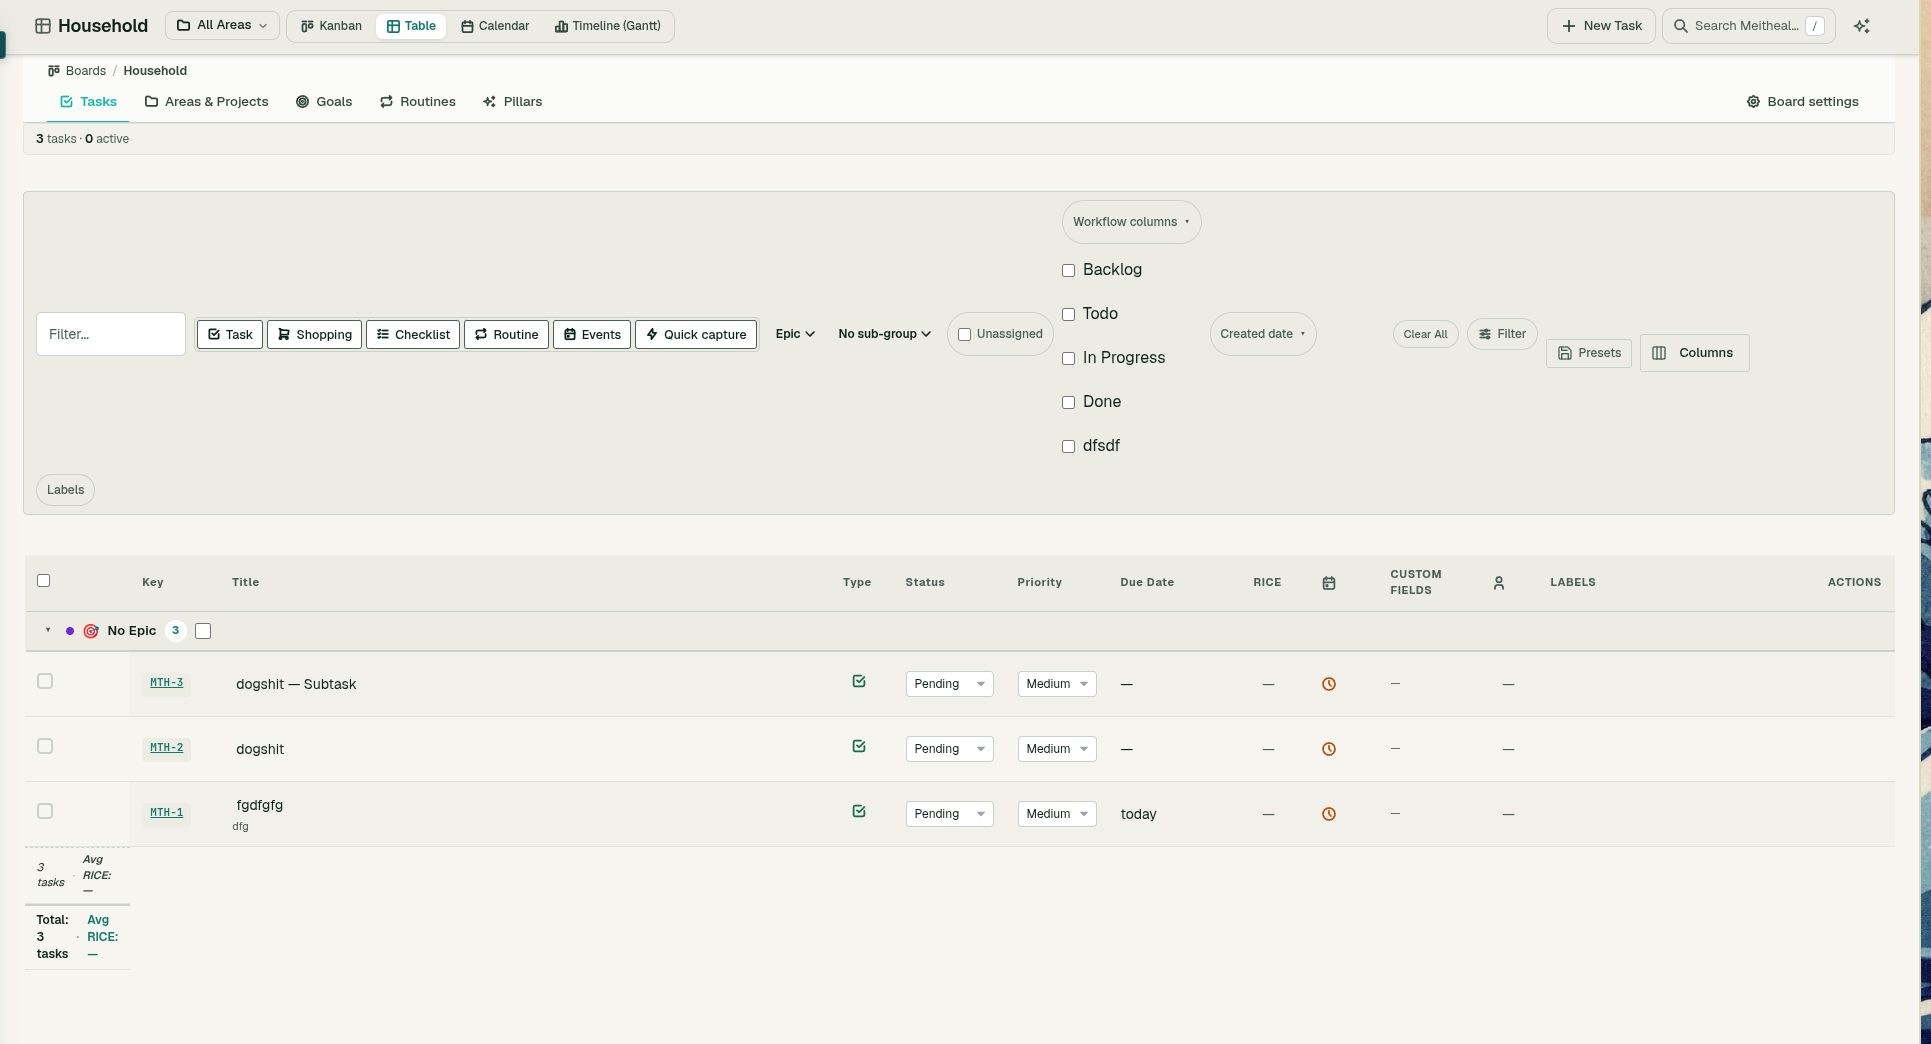 Household
All Areas
Kanban
Table
Calendar
Timeline (Gantt)
New Task
Search Meitheal...
/
Boards / Household
Tasks
Areas & Projects
Goals
Routines
Pillars
Board settings
3 tasks · 0 active
Workflow columns
Backlog
Todo
In Progress
Done
dfsdf
Filter...
Task
Shopping
Checklist
Routine
Events
Quick capture
Epic
No sub-group
Unassigned
Created date
Clear All
Filter
Presets
Columns
Labels
Key
Title
Type
Status
Priority
Due Date
RICE
CUSTOM
FIELDS
LABELS
ACTIONS
No Epic 3
MTH-3
dogshit — Subtask
Pending
Medium
—
—
—
—
MTH-2
dogshit
Pending
Medium
—
—
—
—
MTH-1
fgdfgfg
dfg
Pending
Medium
today
—
—
—
3
tasks
·
Avg
RICE:
—
Total:
3
tasks
·
Avg
RICE:
—